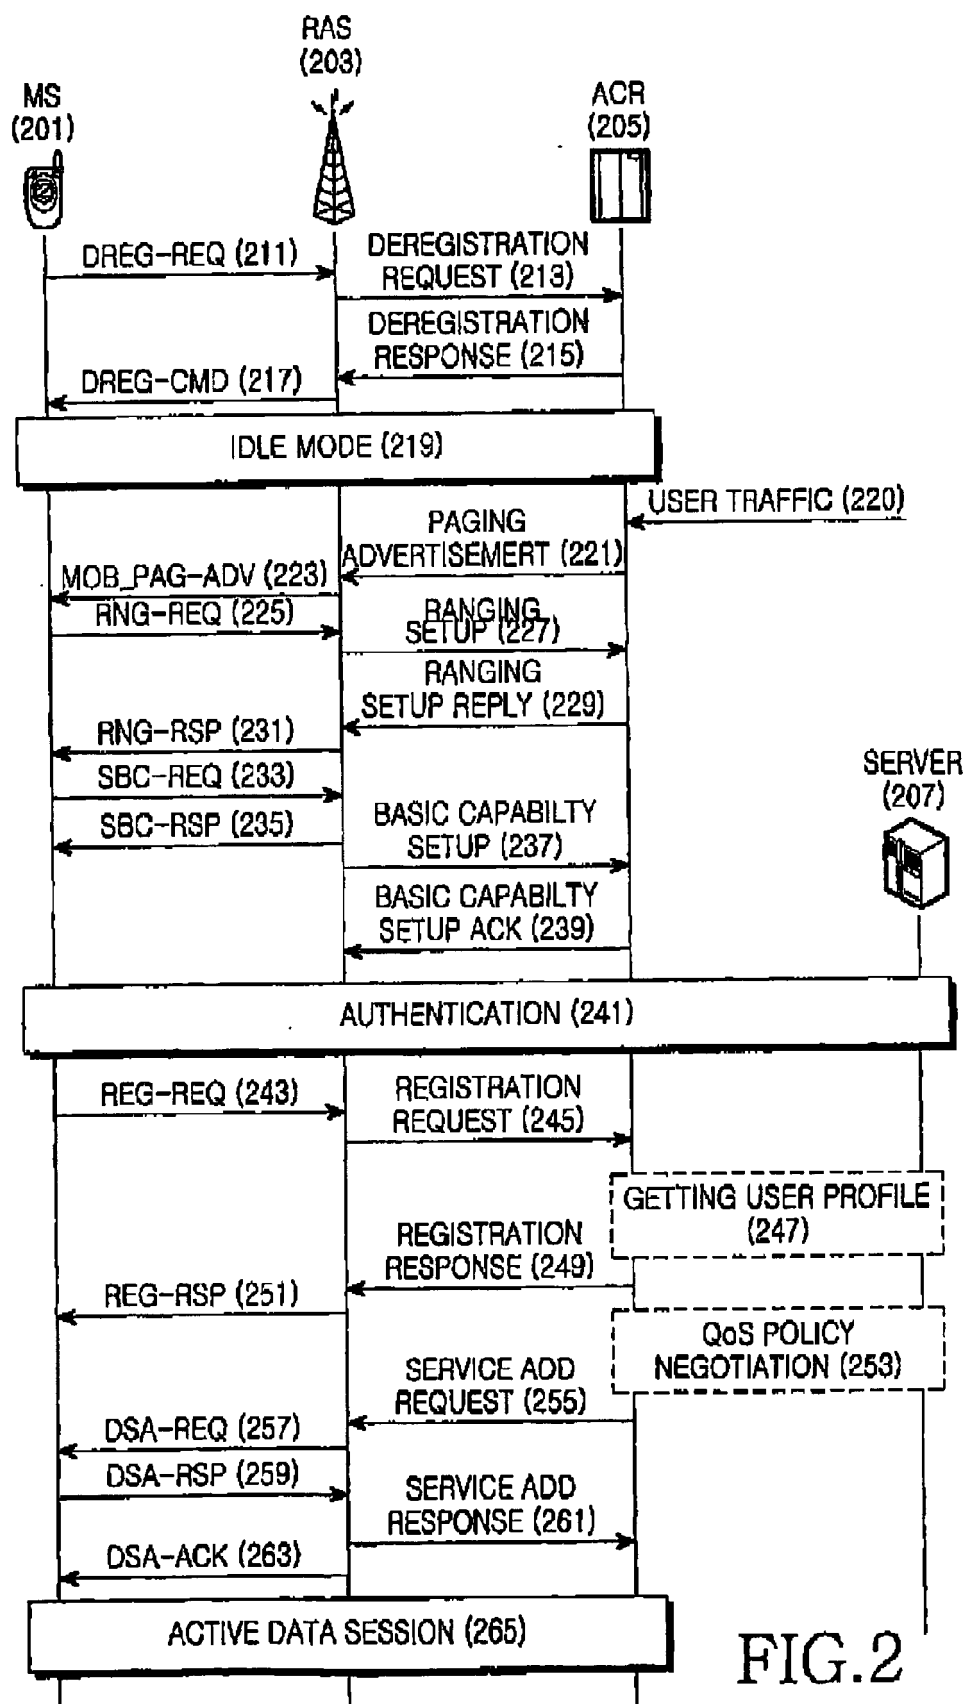 RAS
(203)
MS
(201)
ACR
(205)
DREG-REQ (211)
DEREGISTRATION
REQUEST (213)
DEREGISTRATION
RESPONSE (215)
DREG-CMD (217)
IDLE MODE (219)
USER TRAFFIC (220)
PAGING
ADVERTISEMERT (221)
MOB_PAG-ADV (223)
RNG-REQ (225)
RANGING
SETUP (227)
RANGING
SETUP REPLY (229)
RNG-RSP (231)
SBC-REQ (233)
SERVER
(207)
SBC-RSP (235)
BASIC CAPABILTY
SETUP (237)
BASIC CAPABILTY
SETUP ACK (239)
AUTHENTICATION (241)
REG-REQ (243)
REGISTRATION
REQUEST (245)
GETTING USER PROFILE
(247)
REGISTRATION
RESPONSE (249)
REG-RSP (251)
QoS POLICY
NEGOTIATION (253)
SERVICE ADD
REQUEST (255)
DSA-REQ (257)
DSA-RSP (259)
SERVICE ADD
RESPONSE (261)
DSA-ACK (263)
ACTIVE DATA SESSION (265)
FIG.2